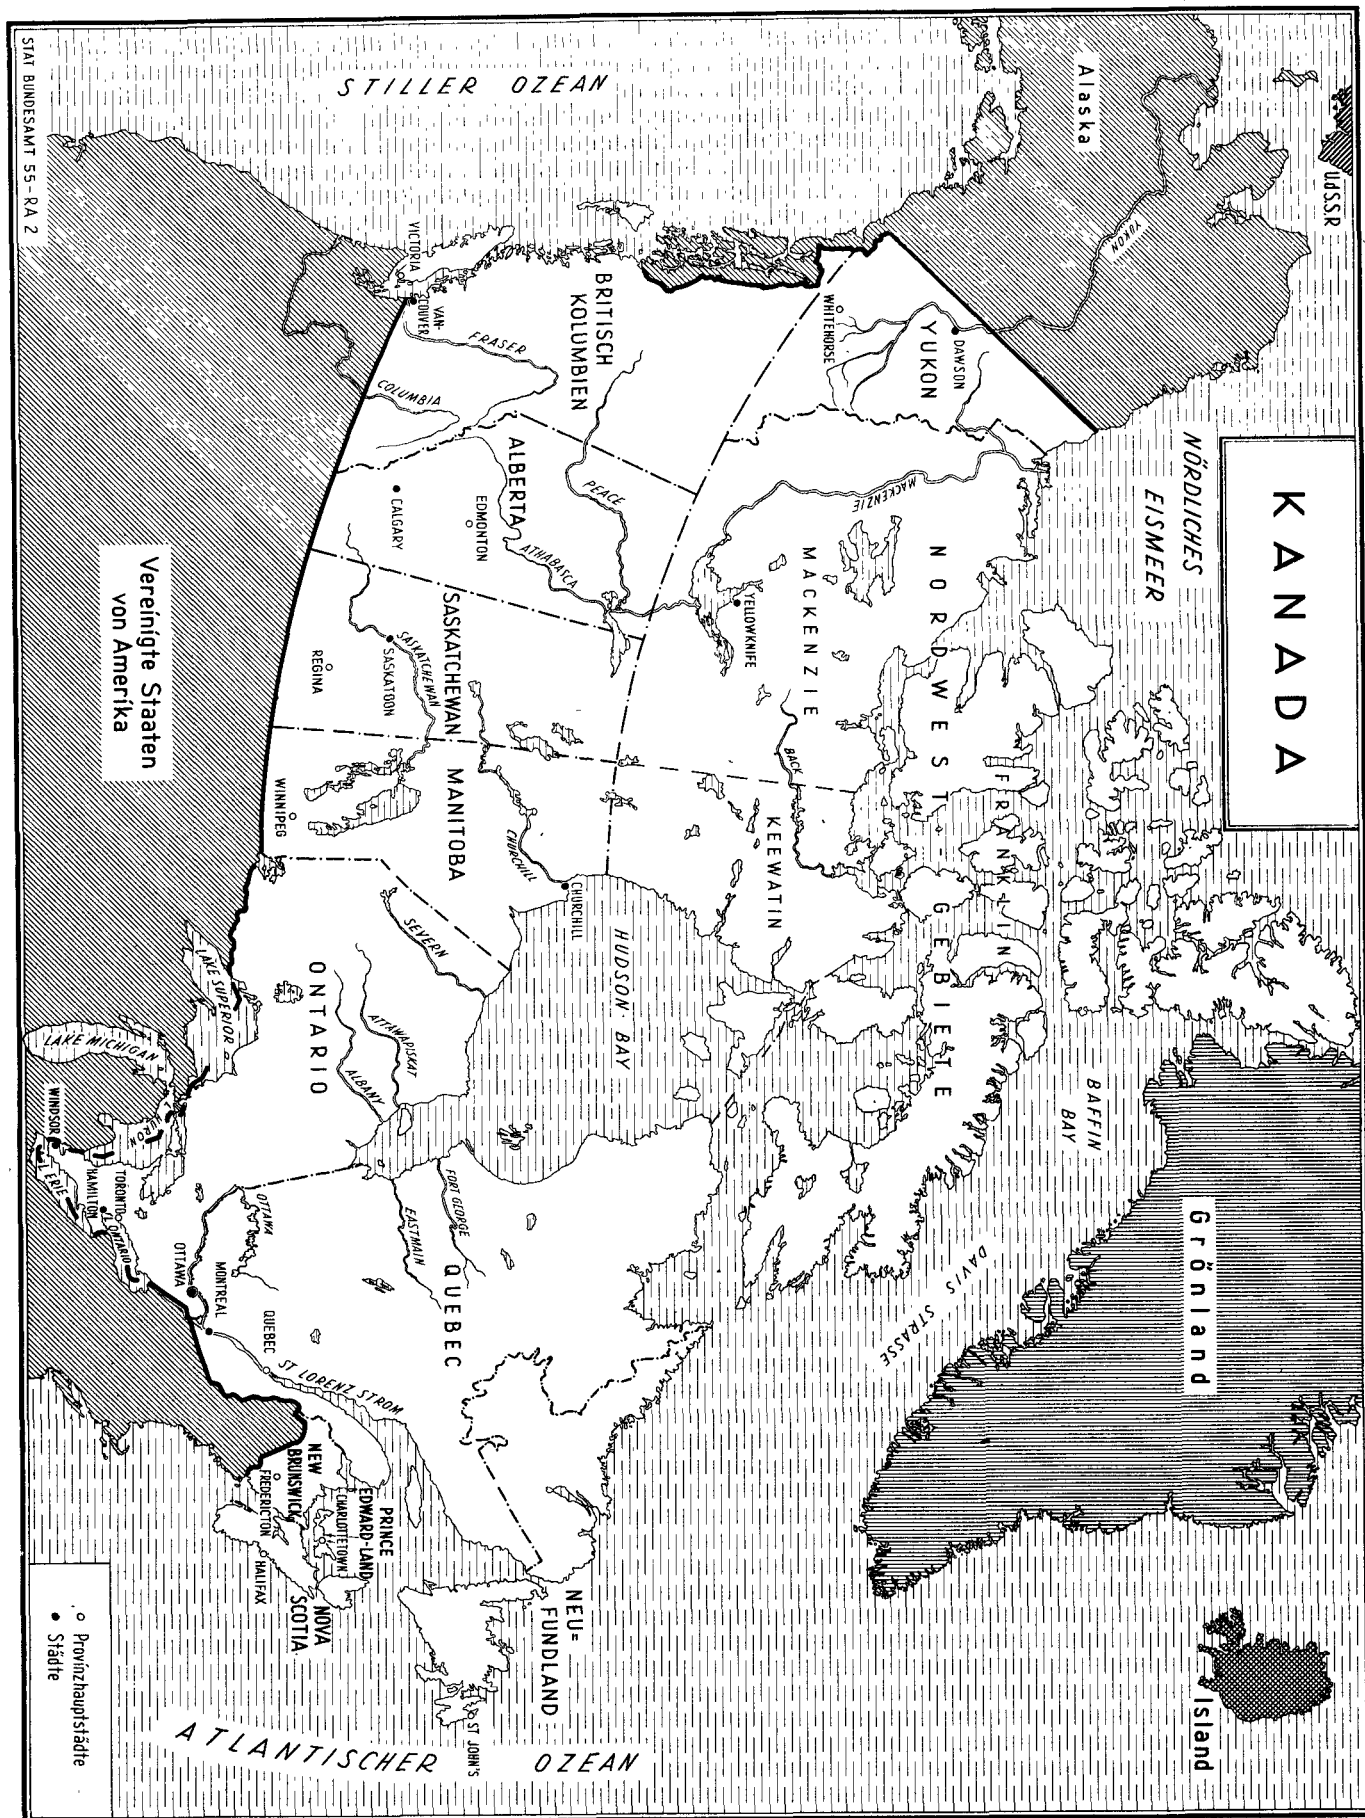 KANADA
U.d.S.S.R
Alaska
YUKON
NÖRDLICHES
EISMEER
Grönland
Island
BAFFIN
BAY
DAVIS STRASSE
STILLER OZEAN
YUKON
DAWSON
WHITEHORSE
NORDWEST-GEBIETE
FRANKLIN
MACKENZIE
MACKENZIE
YELLOWKNIFE
BACK
KEEWATIN
HUDSON BAY
BRITISCH
KOLUMBIEN
VICTORIA
VAN-
COUVER
FRASER
COLUMBIA
ALBERTA
PEACE
ATHABASCA
EDMONTON
CALGARY
SASKATCHEWAN
SASKATCHEWAN
SASKATOON
REGINA
MANITOBA
CHURCHILL
CHURCHILL
WINNIPEG
ONTARIO
SEVERN
ATTAWAPISKAT
ALBANY
LAKE SUPERIOR
LAKE MICHIGAN
HURON
WINDSOR
ERIE
HAMILTON
TORONTO
L. ONTARIO
OTTAWA
OTTAWA
MONTREAL
QUEBEC
QUEBEC
FORT GEORGE
EASTMAIN
ST LORENZ STROM
NEW
BRUNSWICK
FREDERICTON
PRINCE
EDWARD-LAND
CHARLOTTETOWN
NOVA
SCOTIA
HALIFAX
NEU=
FUNDLAND
ST JOHN'S
ATLANTISCHER OZEAN
Vereinigte Staaten
von Amerika
○ Provinzhauptstädte
● Städte
STAT BUNDESAMT 55-RA 2